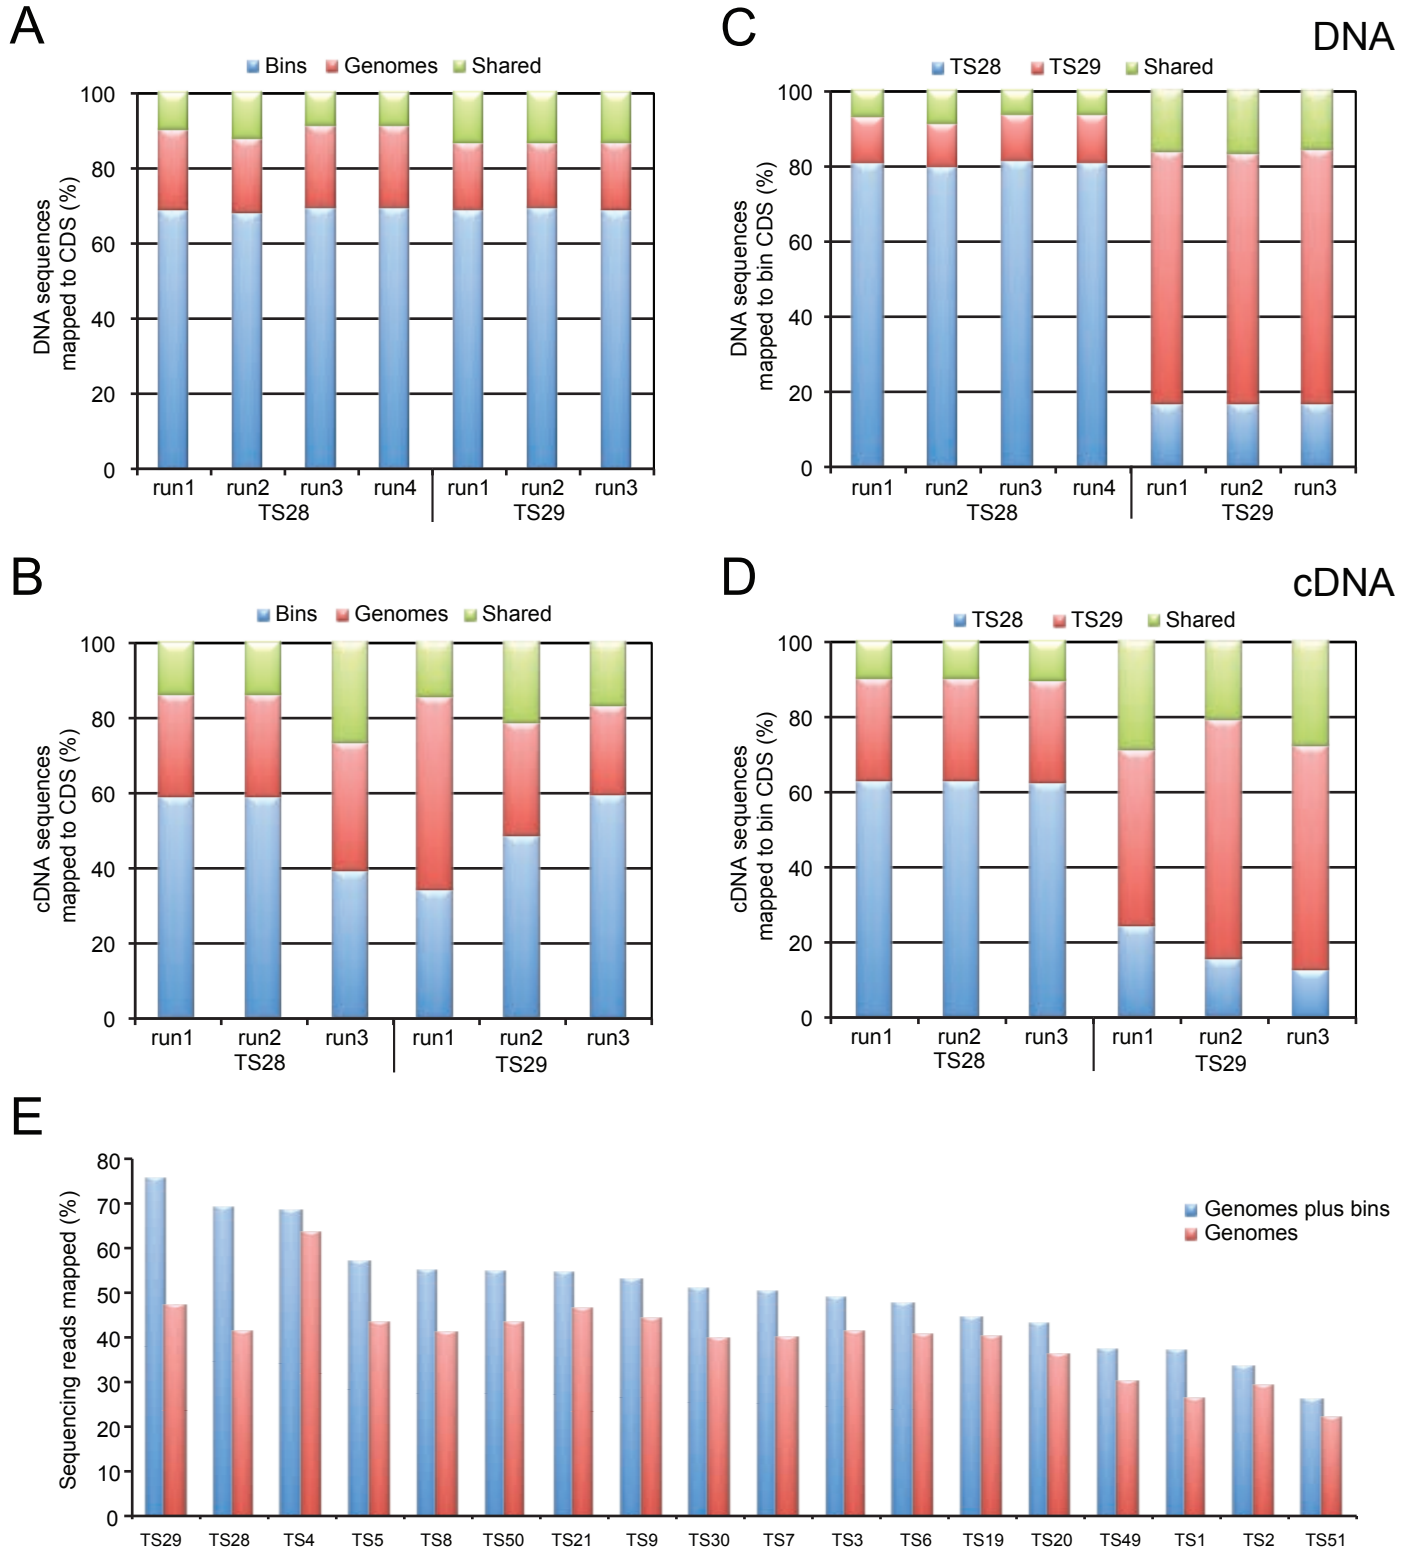 A
Bins Genomes Shared
DNA sequences
mapped to CDS (%)
100
80
60
40
20
0
run1 run2 run3 run4 run1 run2 run3
TS28 TS29
C
DNA
TS28 TS29 Shared
DNA sequences
mapped to bin CDS (%)
100
80
60
40
20
0
run1 run2 run3 run4 run1 run2 run3
TS28 TS29
B
Bins Genomes Shared
cDNA sequences
mapped to CDS (%)
100
80
60
40
20
0
run1 run2 run3 run1 run2 run3
TS28 TS29
D
cDNA
TS28 TS29 Shared
cDNA sequences
mapped to bin CDS (%)
100
80
60
40
20
0
run1 run2 run3 run1 run2 run3
TS28 TS29
E
Sequencing reads mapped (%)
80
70
60
50
40
30
20
10
0
Genomes plus bins
Genomes
TS29 TS28 TS4 TS5 TS8 TS50 TS21 TS9 TS30 TS7 TS3 TS6 TS19 TS20 TS49 TS1 TS2 TS51